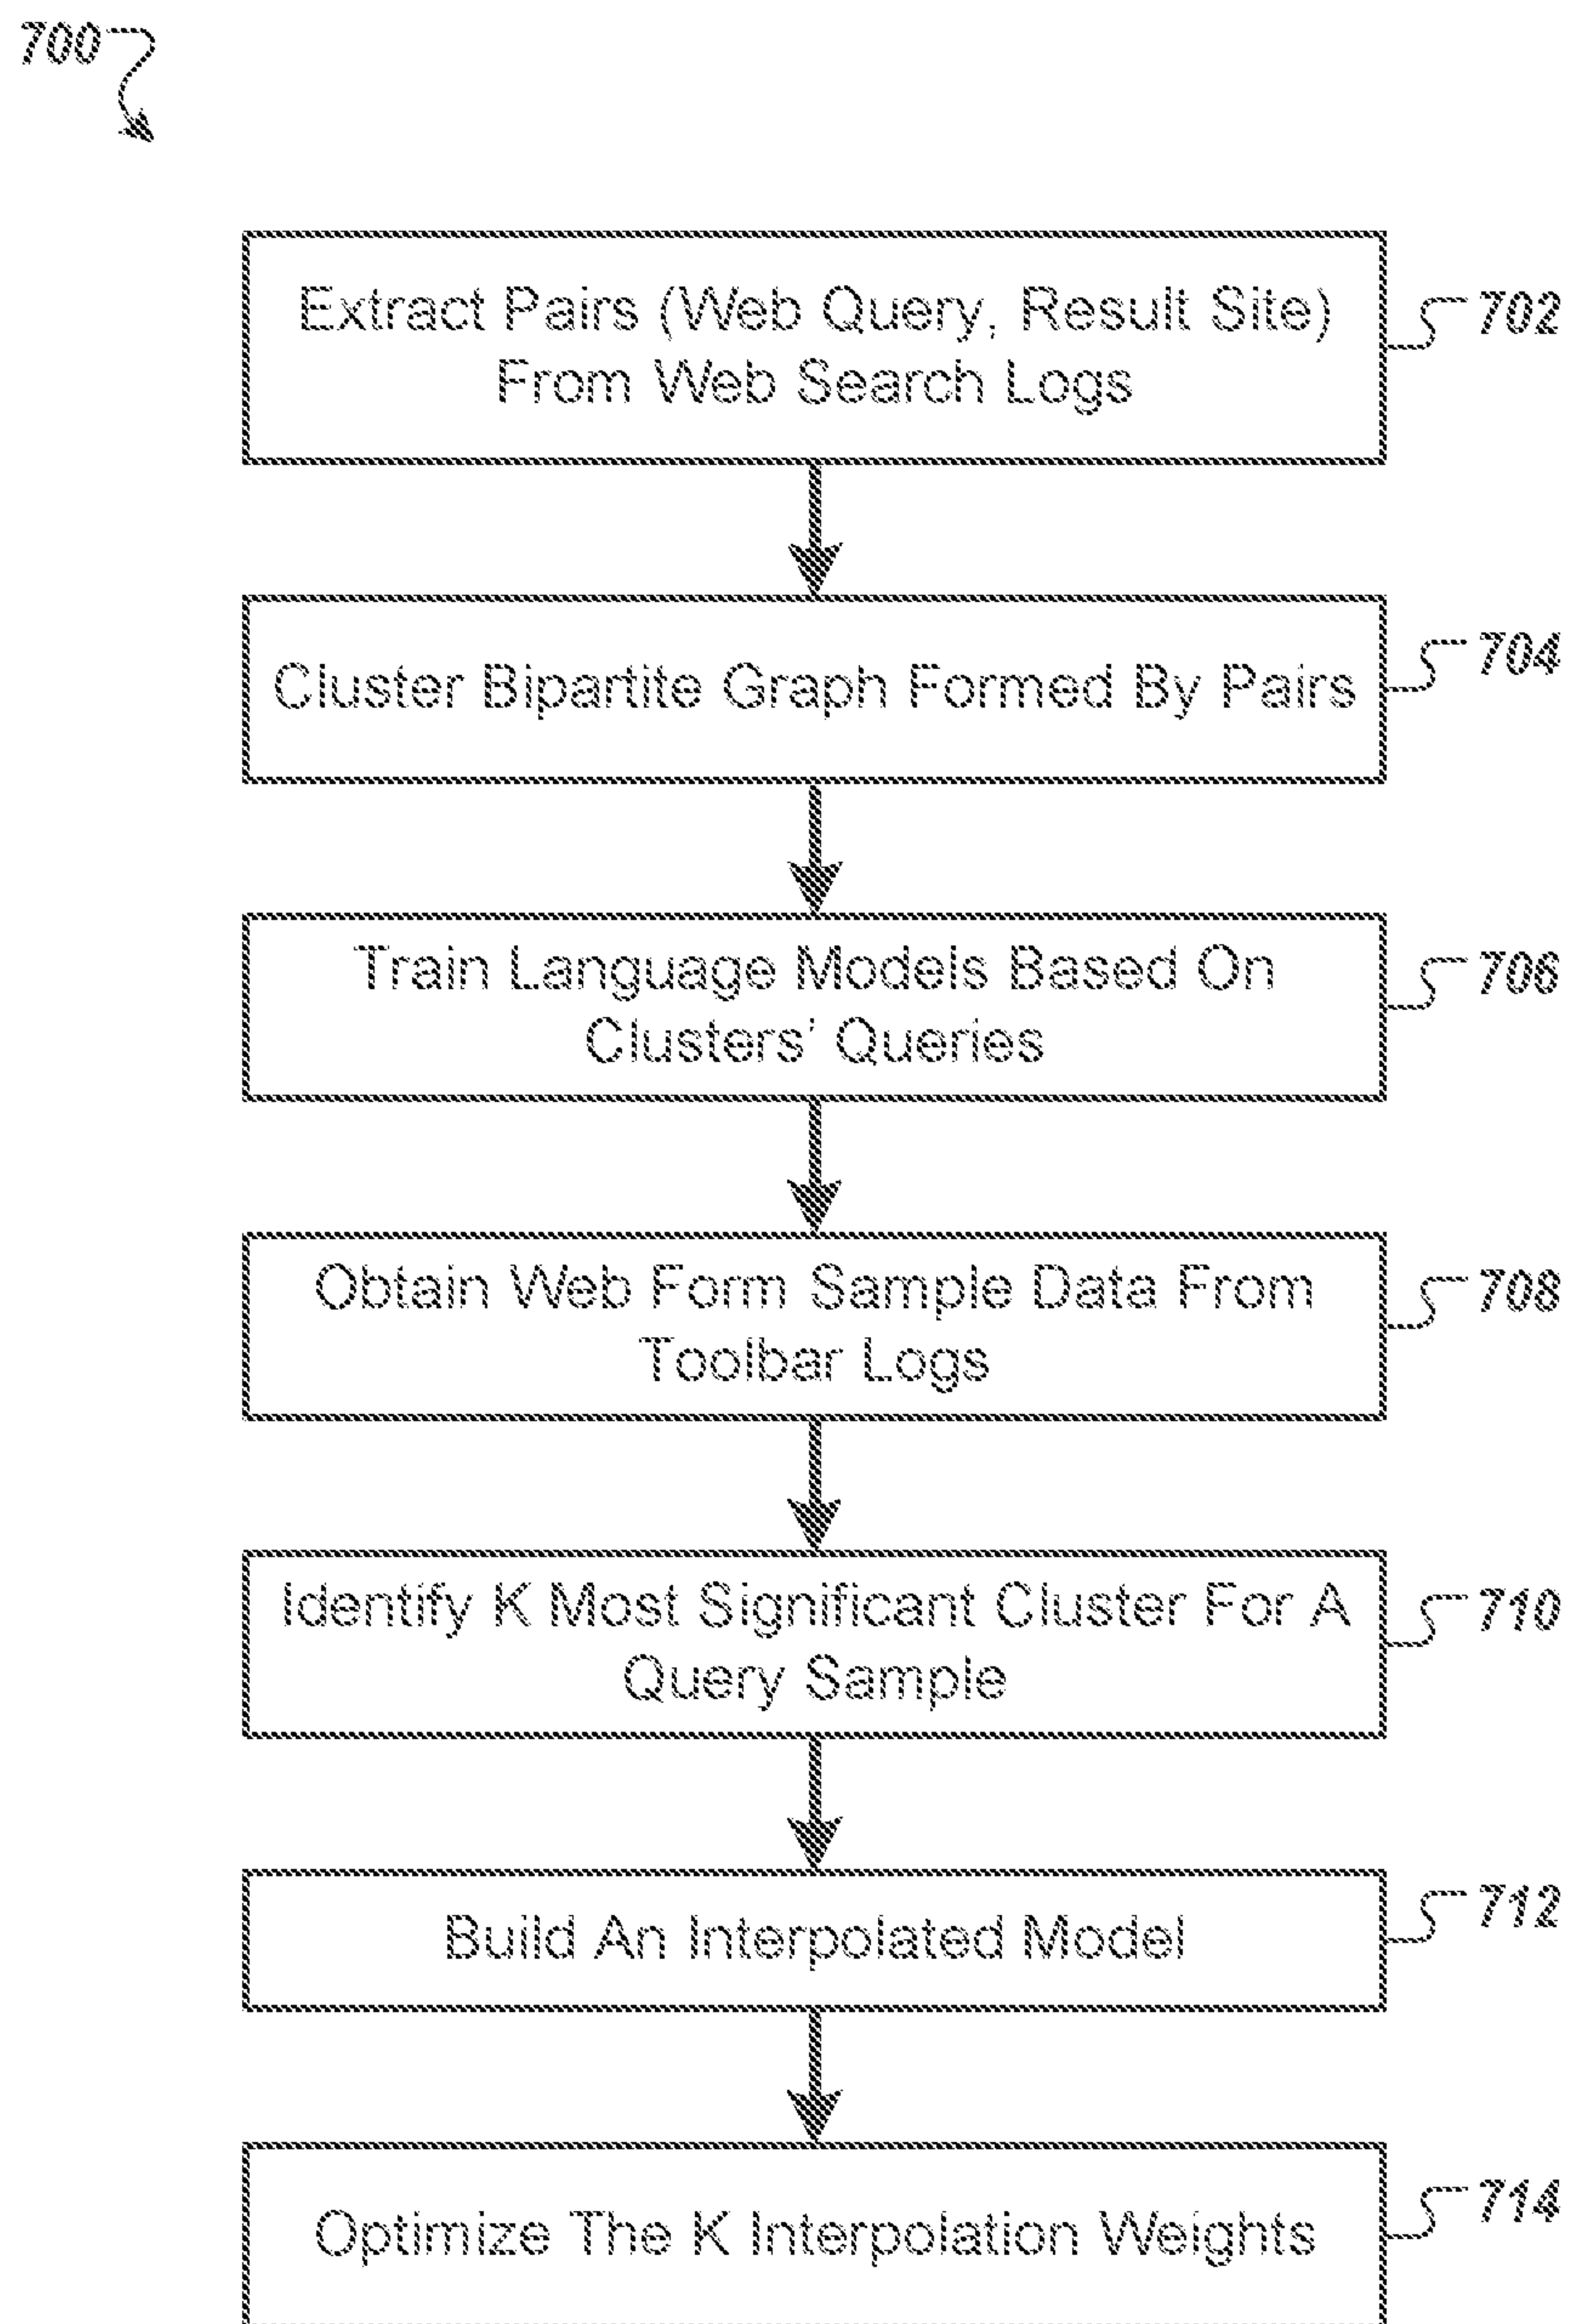 700
Extract Pairs (Web Query, Result Site)
From Web Search Logs
702
Cluster Bipartite Graph Formed By Pairs
704
Train Language Models Based On
Clusters' Queries
706
Obtain Web Form Sample Data From
Toolbar Logs
708
Identify K Most Significant Cluster For A
Query Sample
710
Build An Interpolated Model
712
Optimize The K Interpolation Weights
714